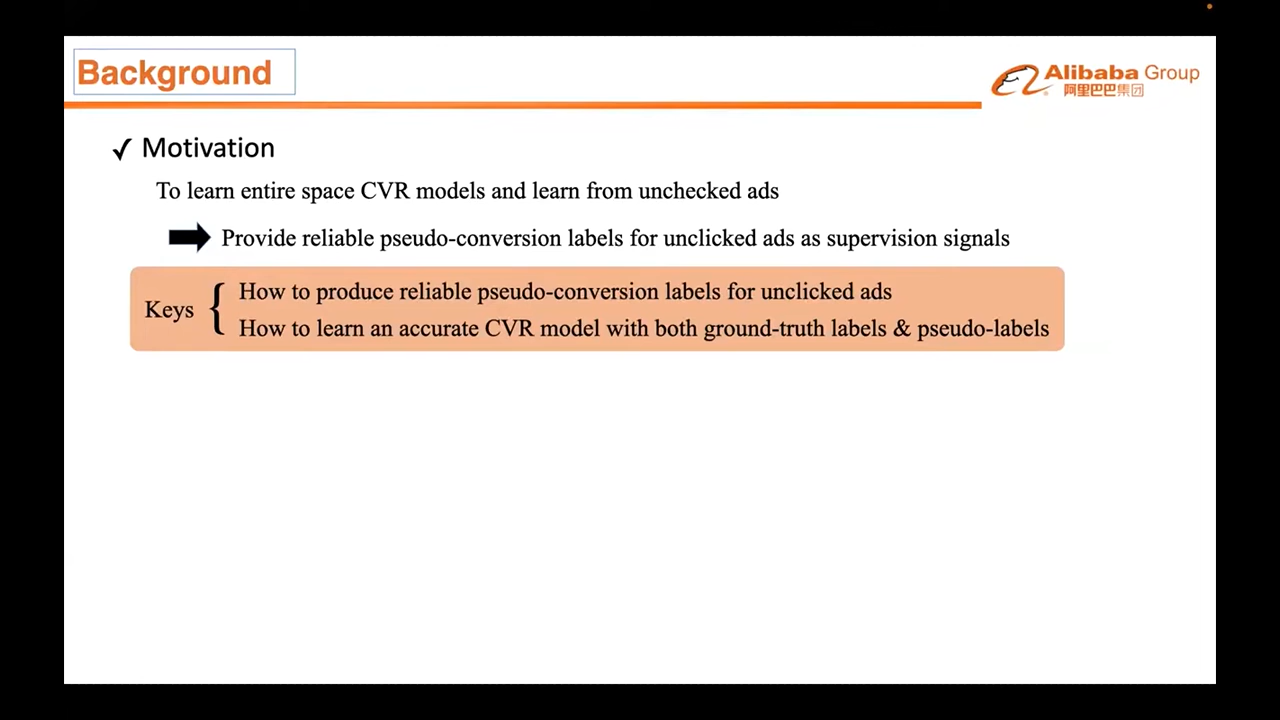 Background
Alibaba Group
阿里巴巴集团
✓ Motivation
To learn entire space CVR models and learn from unchecked ads
Provide reliable pseudo-conversion labels for unclicked ads as supervision signals
Keys
How to produce reliable pseudo-conversion labels for unclicked ads
How to learn an accurate CVR model with both ground-truth labels & pseudo-labels